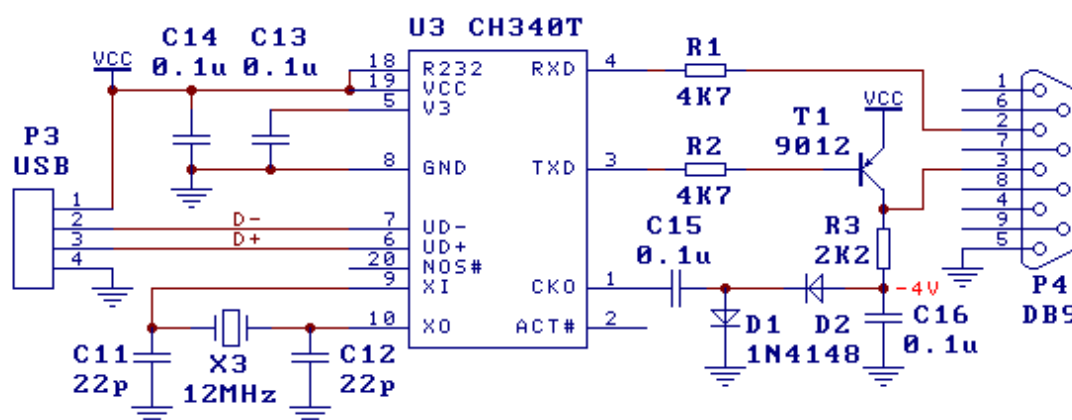 U3 CH340T
C14 C13
VCC
0.1u 0.1u
18 R232
19 VCC
5 V3
8 GND
7 UD-
6 UD+
20 NOS#
9 XI
10 XO
RXD 4
TXD 3
CKO 1
ACT# 2
R1
4K7
R2
4K7
VCC
T1
9012
P3
USB
1
2
3
4
D-
D+
C15
0.1u
R3
2K2
-4V
D1
1N4148
D2
C16
0.1u
C11
22p
X3
12MHz
C12
22p
1
6
2
7
3
8
4
9
5
P4
DB9